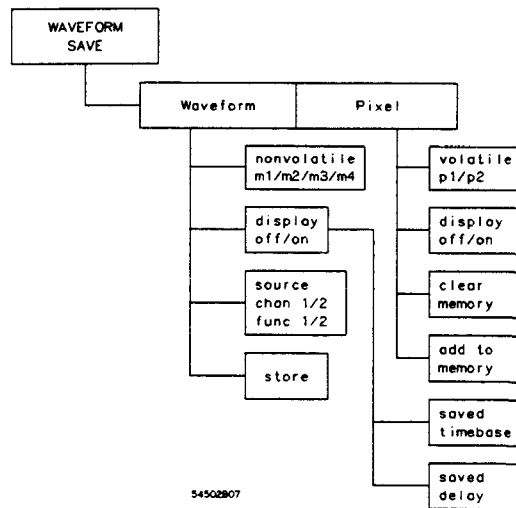 WAVEFORM
SAVE
Waveform
Pixel
nonvolatile
m1/m2/m3/m4
display
off/on
source
chan 1/2
func 1/2
store
volatile
p1/p2
display
off/on
clear
memory
add to
memory
saved
timebase
saved
delay
54502B07